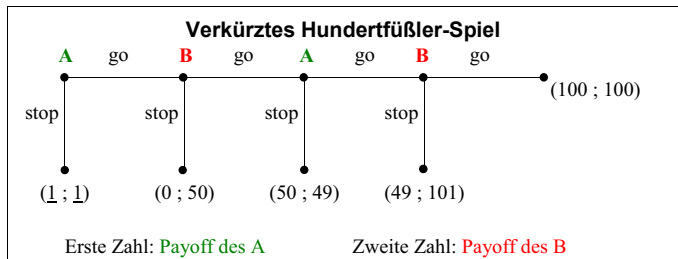 Verkürztes Hundertfüßler-Spiel
A go B go A go B go
(100 ; 100)
stop stop stop stop
(1 ; 1) (0 ; 50) (50 ; 49) (49 ; 101)
Erste Zahl: Payoff des A Zweite Zahl: Payoff des B